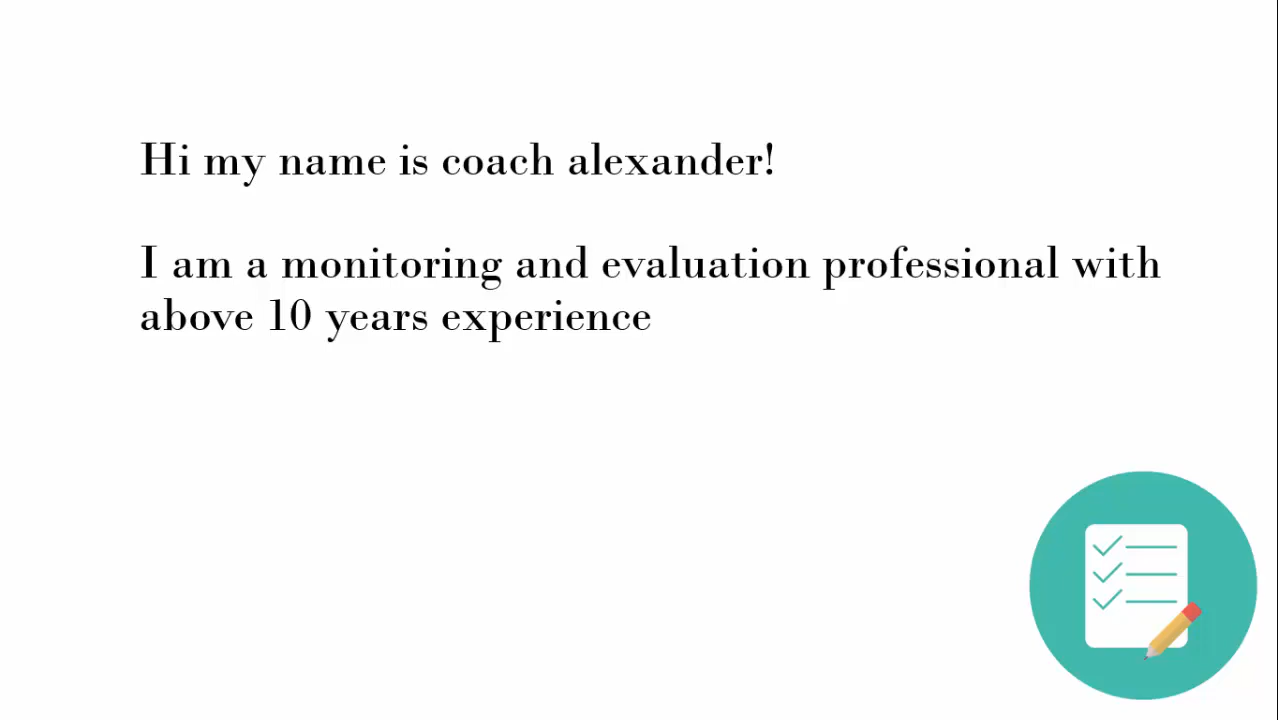 Hi my name is coach alexander!
I am a monitoring and evaluation professional with
above 10 years experience